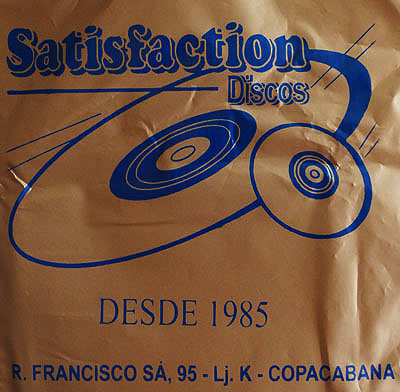 Satisfaction
Discos
DESDE 1985
R. FRANCISCO SÁ, 95 - Lj. K - COPACABANA